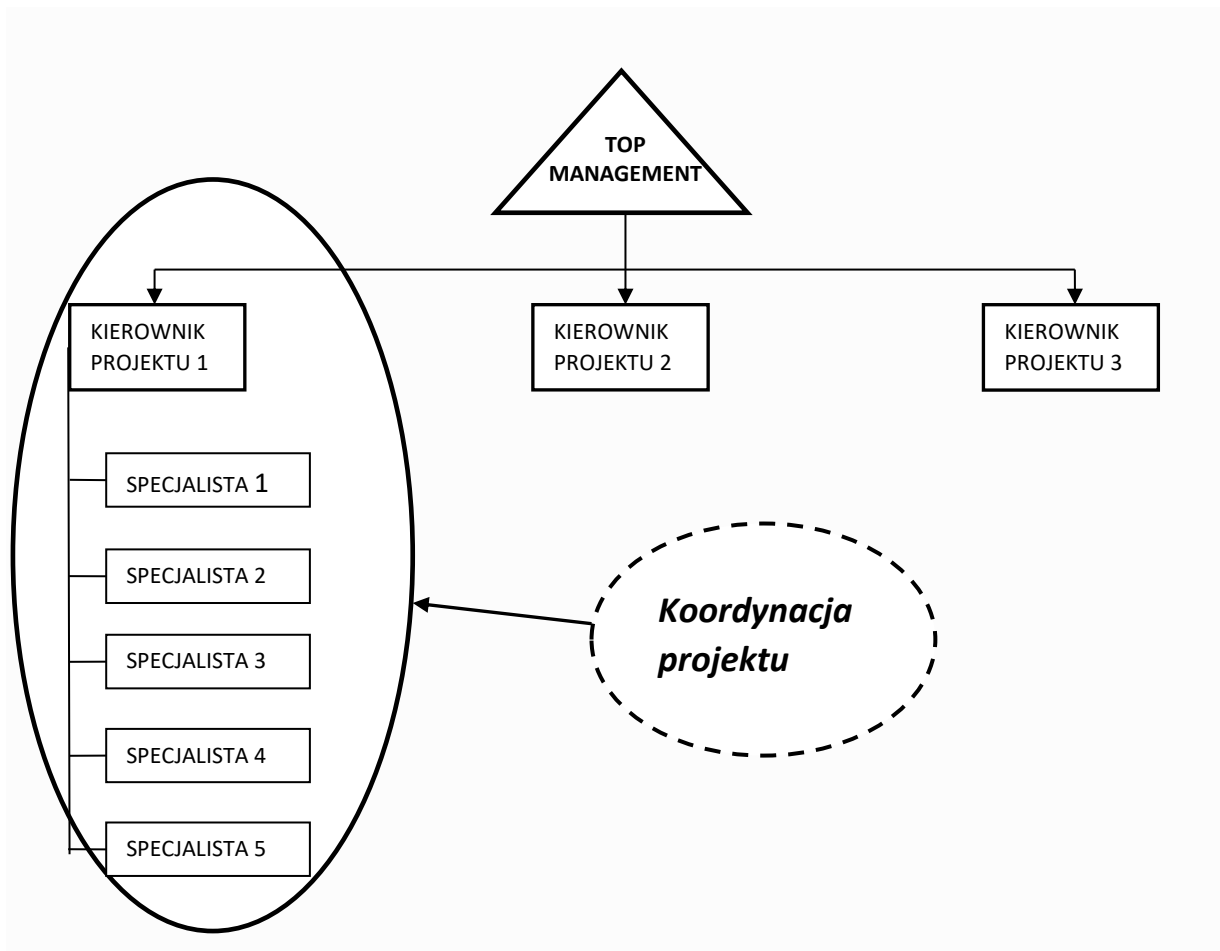 TOP
MANAGEMENT
KIEROWNIK
PROJEKTU 1
KIEROWNIK
PROJEKTU 2
KIEROWNIK
PROJEKTU 3
SPECJALISTA 1
SPECJALISTA 2
SPECJALISTA 3
SPECJALISTA 4
SPECJALISTA 5
Koordynacja
projektu